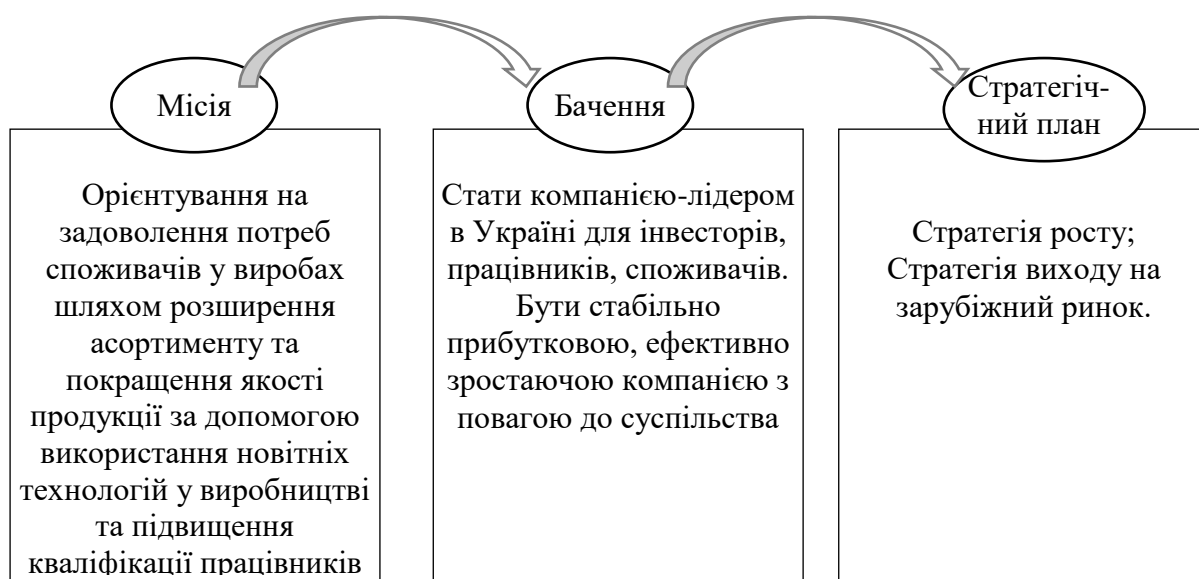 Місія
Орієнтування на
задоволення потреб
споживачів у виробах
шляхом розширення
асортименту та
покращення якості
продукції за допомогою
використання новітніх
технологій у виробництві
та підвищення
кваліфікації працівників
Бачення
Стати компанією-лідером
в Україні для інвесторів,
працівників, споживачів.
Бути стабільно
прибутковою, ефективно
зростаючою компанією з
повагою до суспільства
Стратегіч-
ний план
Стратегія росту;
Стратегія виходу на
зарубіжний ринок.